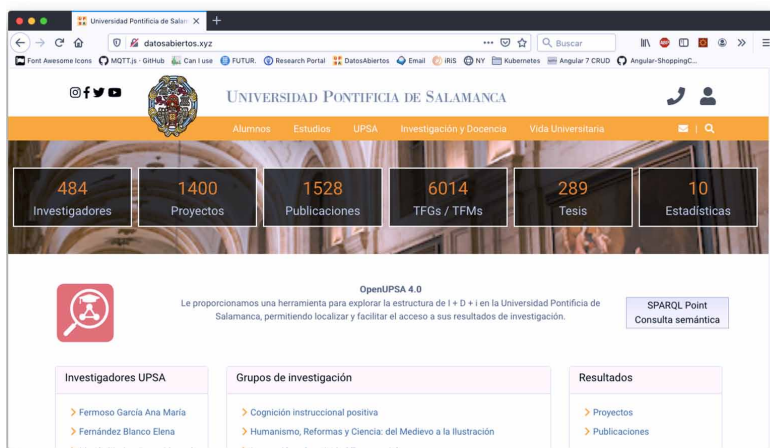 Universidad Pontificia de Salam
datosabiertos.xyz
Buscar
Font Awesome Icons MQTT.js · GitHub Can I use FUTUR. Research Portal DatosAbiertos Email iRIS NY Kubernetes Angular 7 CRUD Angular-ShoppingC...
UNIVERSIDAD PONTIFICIA DE SALAMANCA
Alumnos Estudios UPSA Investigación y Docencia Vida Universitaria
484 1400 1528 6014 289 10
Investigadores Proyectos Publicaciones TFGs / TFMs Tesis Estadísticas
OpenUPSA 4.0
Le proporcionamos una herramienta para explorar la estructura de I + D + i en la Universidad Pontificia de
Salamanca, permitiendo localizar y facilitar el acceso a sus resultados de investigación.
SPARQL Point
Consulta semántica
Investigadores UPSA Grupos de investigación Resultados
Fermoso García Ana María Cognición instruccional positiva Proyectos
Fernández Blanco Elena Humanismo, Reformas y Ciencia: del Medievo a la Ilustración Publicaciones